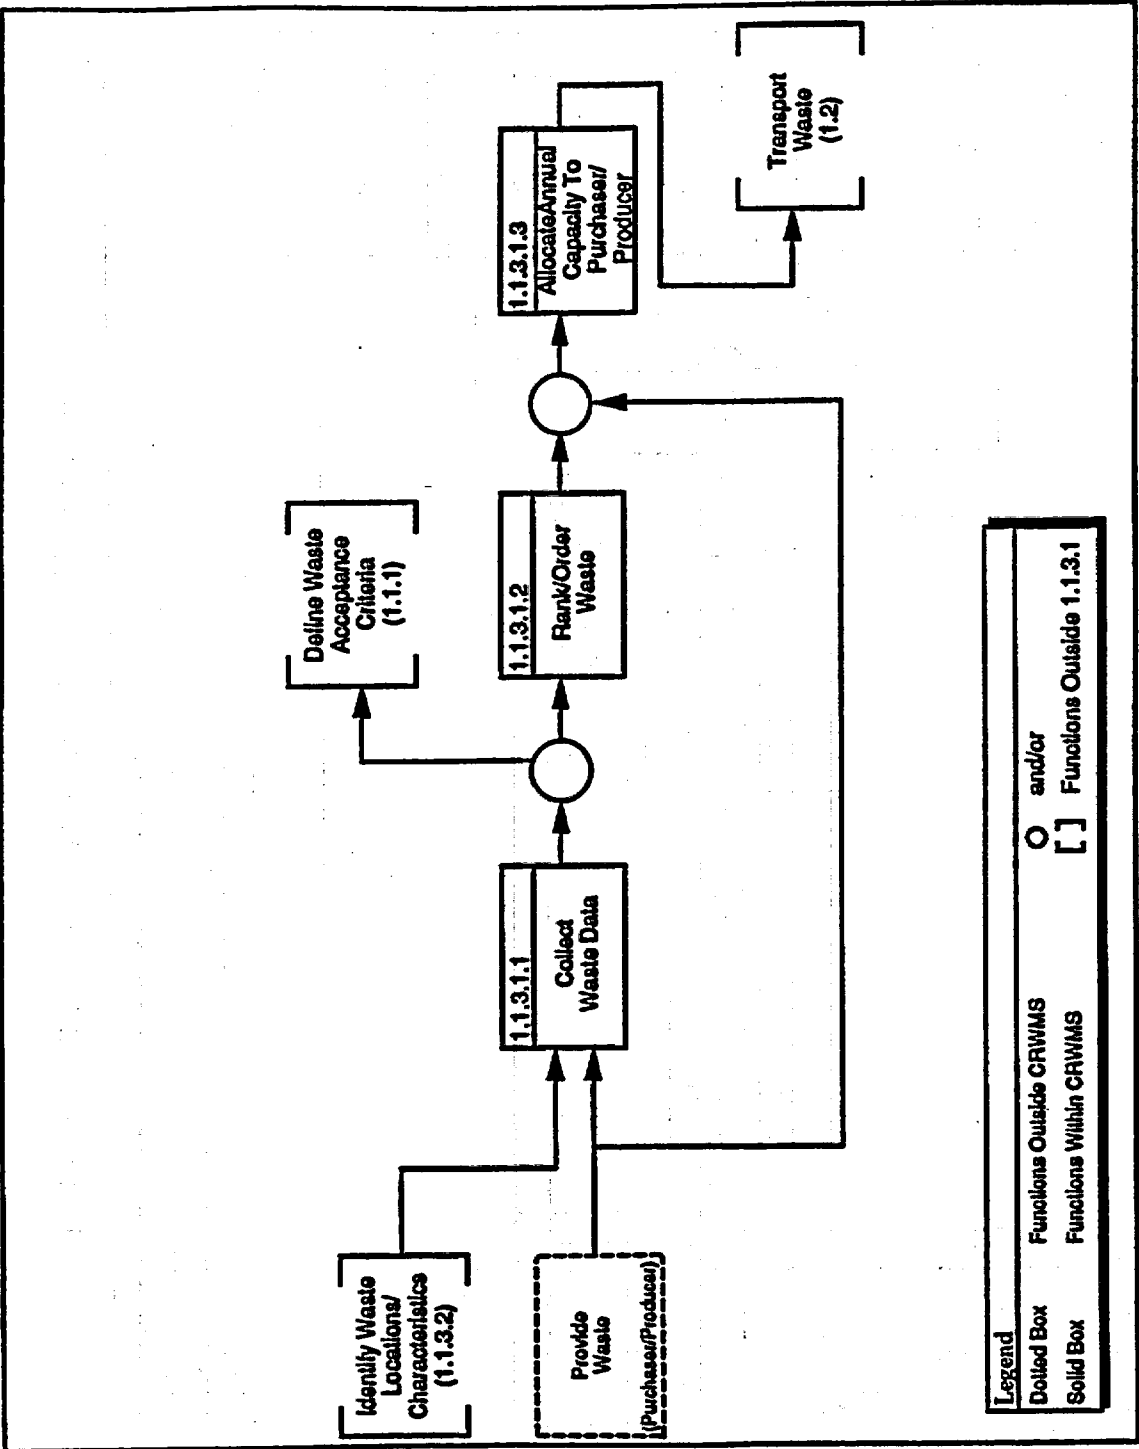 Identify Waste
Locations/
Characteristics
(1.1.3.2)
Provide
Waste
(Purchaser/Producer)
1.1.3.1.1
Collect
Waste Data
Define Waste
Acceptance
Criteria
(1.1.1)
1.1.3.1.2
Rank/Order
Waste
1.1.3.1.3
AllocateAnnual
Capacity To
Purchaser/
Producer
Transport
Waste
(1.2)
Legend
Dotted Box Functions Outside CRWMS O and/or
Solid Box Functions Within CRWMS [ ] Functions Outside 1.1.3.1